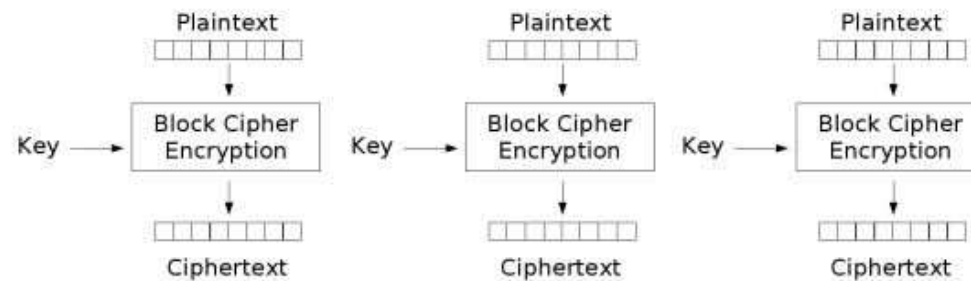 Plaintext
Plaintext
Plaintext
Key
Block Cipher
Encryption
Key
Block Cipher
Encryption
Key
Block Cipher
Encryption
Ciphertext
Ciphertext
Ciphertext